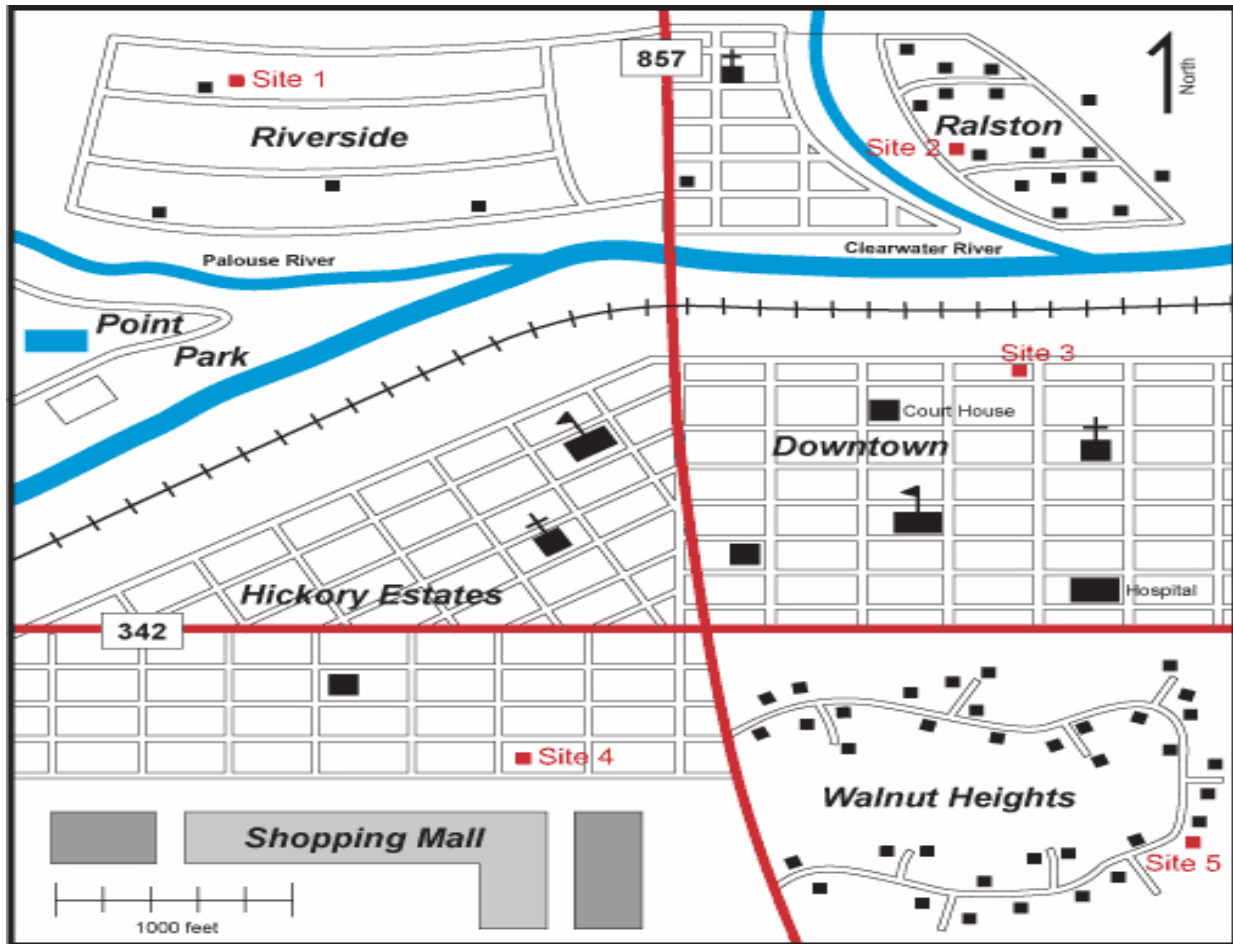 857
Site 1
North
Riverside
Ralston
Site 2
Palouse River
Clearwater River
Point
Park
Site 3
Court House
Downtown
Hickory Estates
Hospital
342
Site 4
Walnut Heights
Shopping Mall
Site 5
1000 feet